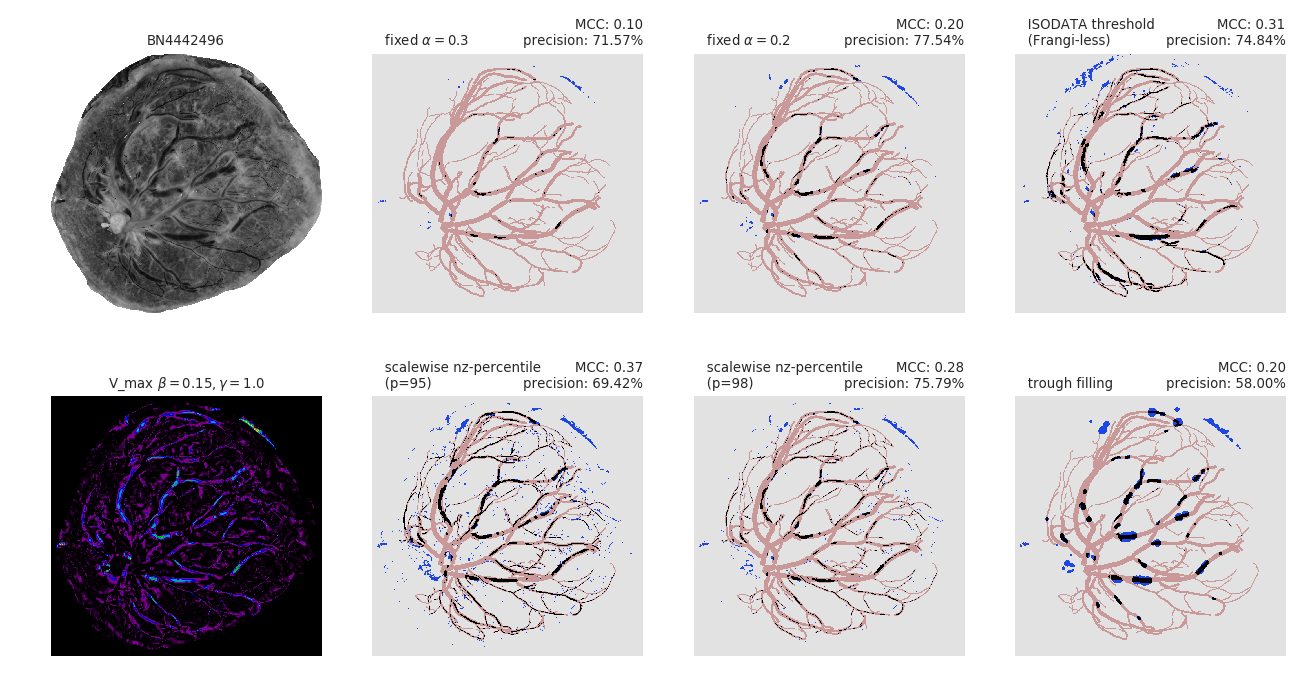 BN4442496
fixed α = 0.3
MCC: 0.10
precision: 71.57%
fixed α = 0.2
MCC: 0.20
precision: 77.54%
ISODATA threshold
(Frangi-less)
MCC: 0.31
precision: 74.84%
V_max β = 0.15, γ = 1.0
scalewise nz-percentile
(p=95)
MCC: 0.37
precision: 69.42%
scalewise nz-percentile
(p=98)
MCC: 0.28
precision: 75.79%
trough filling
MCC: 0.20
precision: 58.00%